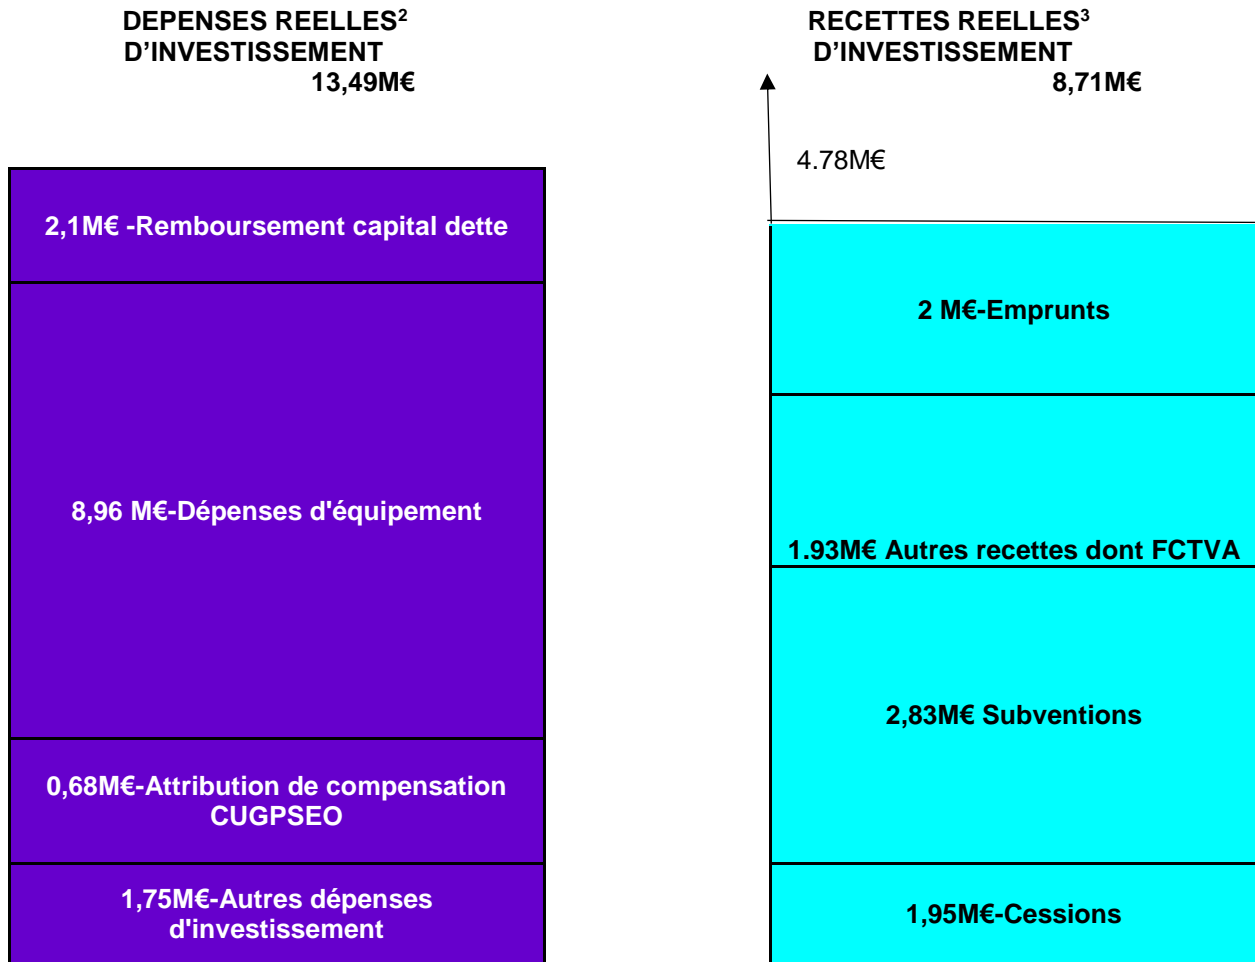 DEPENSES REELLES²
D’INVESTISSEMENT
13,49M€
2,1M€ -Remboursement capital dette
8,96 M€-Dépenses d'équipement
0,68M€-Attribution de compensation
CUGPSEO
1,75M€-Autres dépenses
d'investissement
RECETTES REELLES³
D’INVESTISSEMENT
8,71M€
4.78M€
2 M€-Emprunts
1.93M€ Autres recettes dont FCTVA
2,83M€ Subventions
1,95M€-Cessions